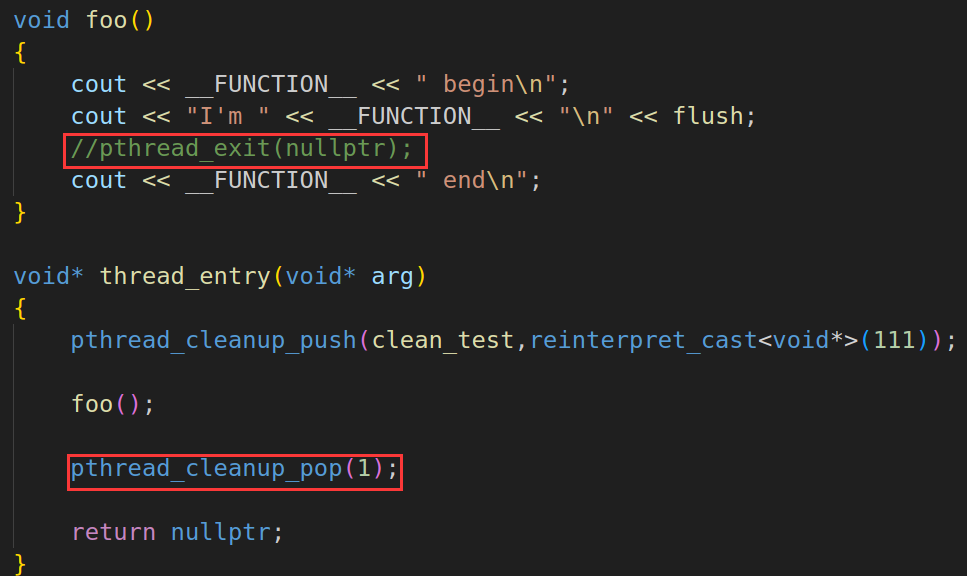 void foo()
{
    cout << __FUNCTION__ << " begin\n";
    cout << "I'm " << __FUNCTION__ << "\n" << flush;
    //pthread_exit(nullptr);
    cout << __FUNCTION__ << " end\n";
}
void* thread_entry(void* arg)
{
    pthread_cleanup_push(clean_test,reinterpret_cast<void*>(111));
    foo();
    pthread_cleanup_pop(1);
    return nullptr;
}